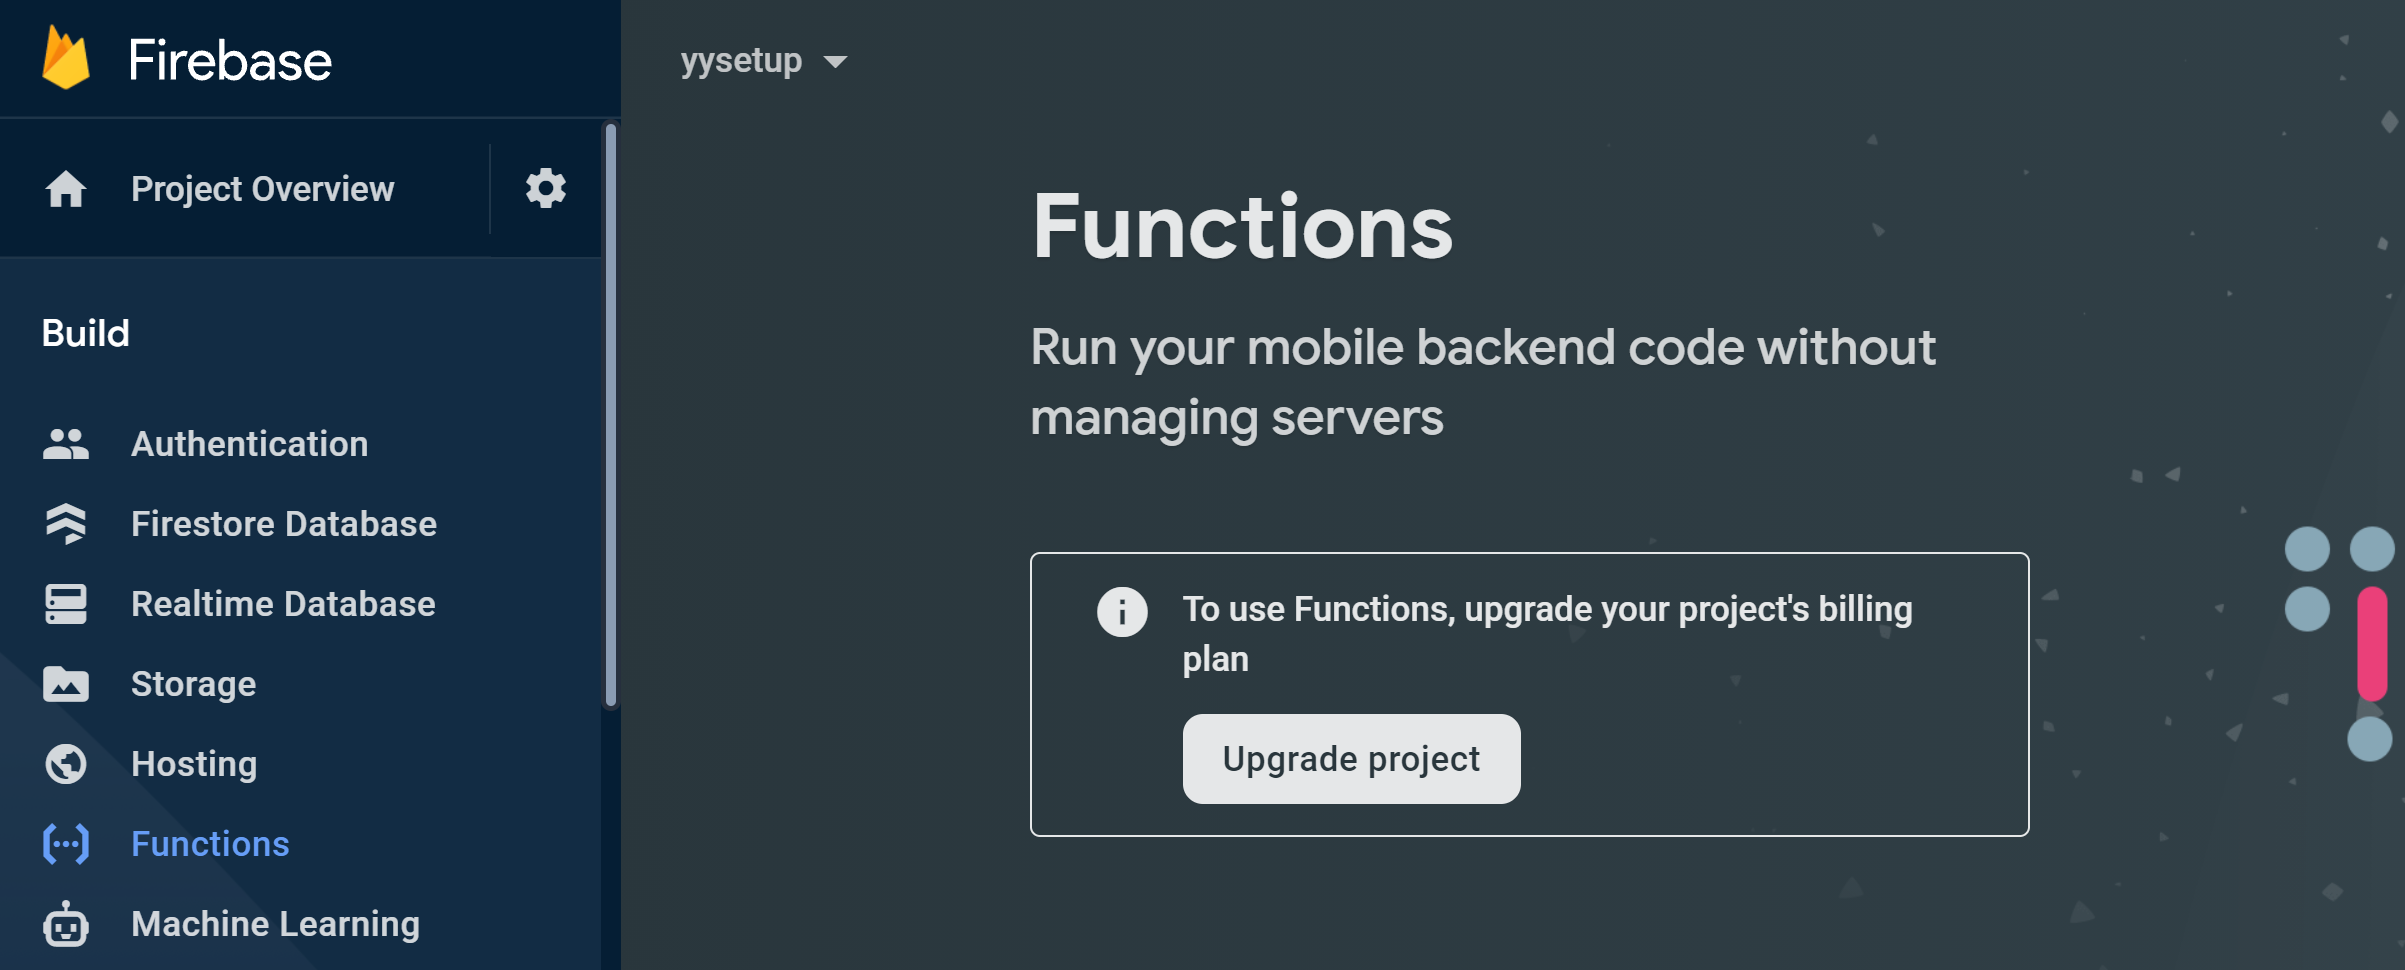 Firebase
Project Overview
Build
Authentication
Firestore Database
Realtime Database
Storage
Hosting
Functions
Machine Learning
yysetup
Functions
Run your mobile backend code without
managing servers
To use Functions, upgrade your project's billing
plan
Upgrade project